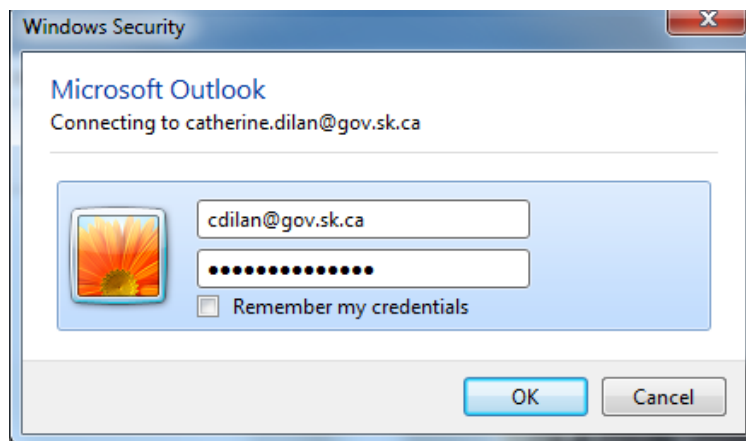 Windows Security
Microsoft Outlook
Connecting to catherine.dilan@gov.sk.ca
cdilan@gov.sk.ca
●●●●●●●●●●●●●●
Remember my credentials
OK
Cancel